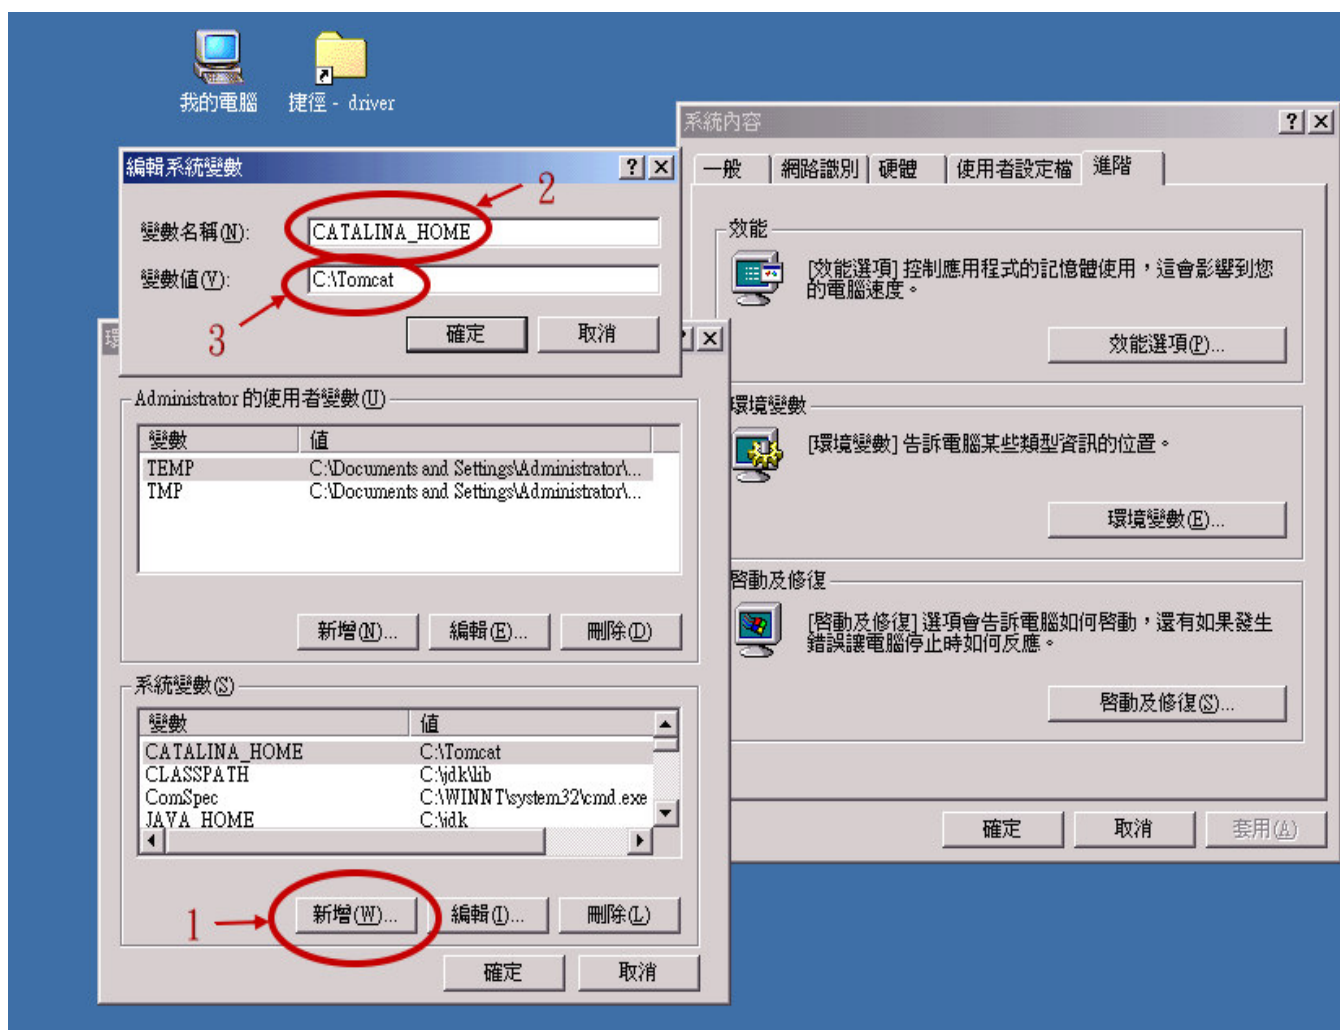 我的電腦
捷徑 - driver
系統內容
一般
網路識別
硬體
使用者設定檔
進階
效能
[效能選項] 控制應用程式的記憶體使用，這會影響到您
的電腦速度。
效能選項(P)...
環境變數
[環境變數] 告訴電腦某些類型資訊的位置。
環境變數(E)...
啓動及修復
[啓動及修復] 選項會告訴電腦如何啓動，還有如果發生
錯誤讓電腦停止時如何反應。
啓動及修復(S)...
確定
取消
套用(A)
編輯系統變數
2
變數名稱(N):
CATALINA_HOME
變數值(V):
C:\Tomcat
3
確定
取消
Administrator 的使用者變數(U)
變數 值
TEMP C:\Documents and Settings\Administrator\...
TMP C:\Documents and Settings\Administrator\...
新增(N)...
編輯(E)...
刪除(D)
系統變數(S)
變數 值
CATALINA_HOME C:\Tomcat
CLASSPATH C:\jdk\lib
ComSpec C:\WINNT\system32\cmd.exe
JAVA_HOME C:\jdk
1
新增(W)...
編輯(I)...
刪除(L)
確定
取消